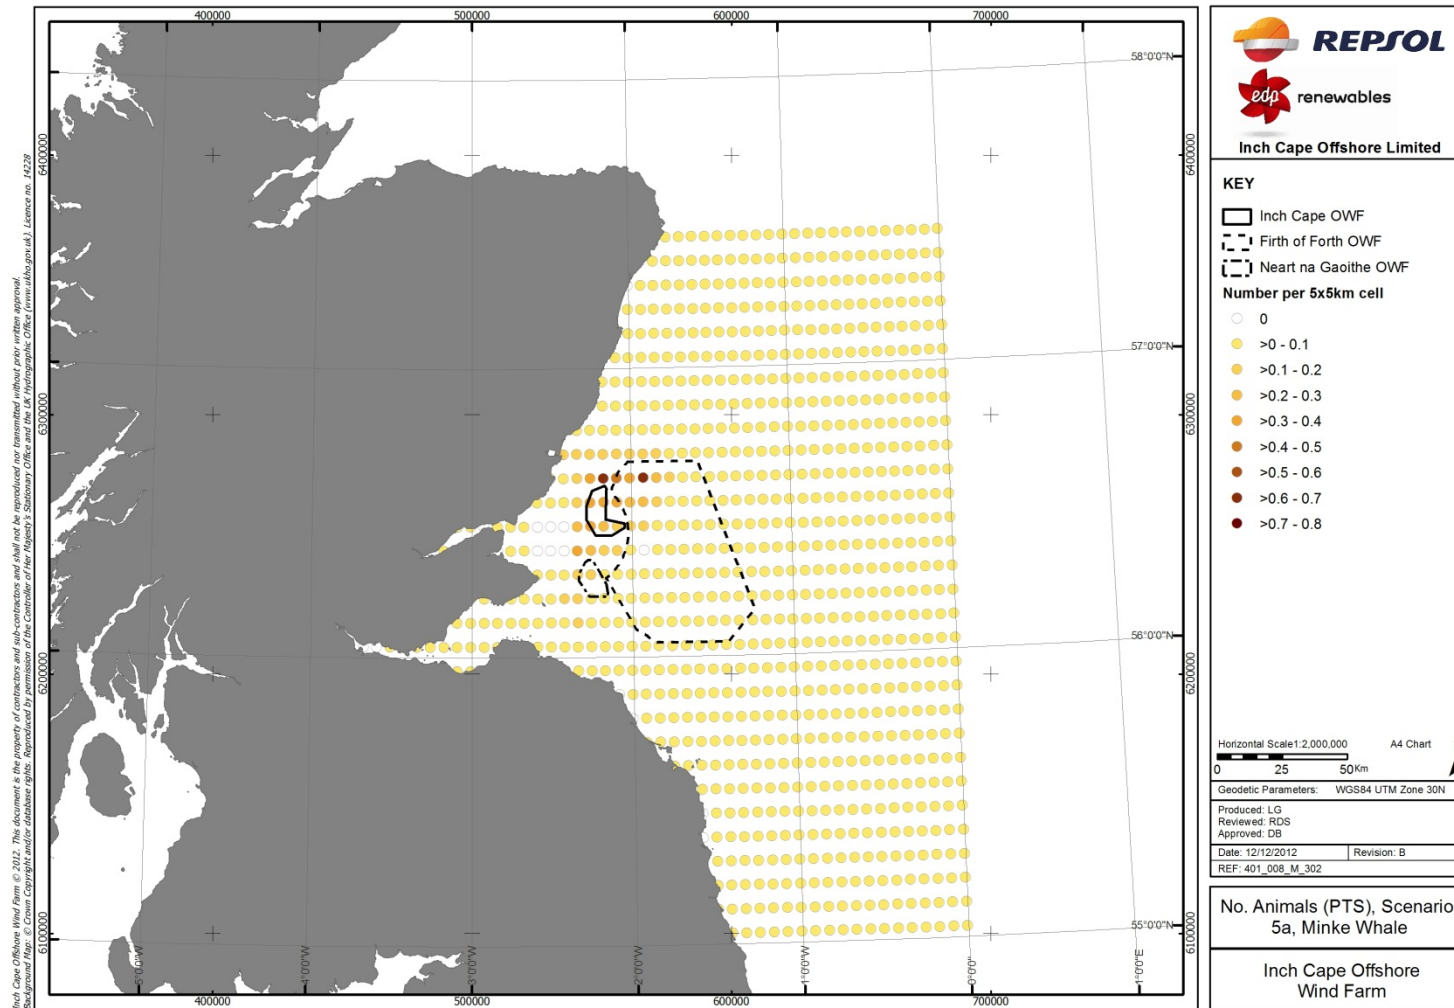 400000
500000
600000
700000
58°0'0"N
6400000
6400000
57°0'0"N
6300000
6300000
56°0'0"N
6200000
6200000
55°0'0"N
6100000
6100000
5°0'0"W
4°0'0"W
3°0'0"W
2°0'0"W
1°0'0"W
0°0'0"
1°0'0"E
400000
500000
600000
700000
Inch Cape Offshore Wind Farm © 2012. This document is the property of contractors and sub-contractors and shall not be reproduced nor transmitted without prior written approval.
Background Map: © Crown Copyright and/or database rights. Reproduced by permission of the Controller of Her Majesty's Stationary Office and the UK Hydrographic Office (www.ukho.gov.uk). Licence no. 14228
REPSOL
edp renewables
Inch Cape Offshore Limited
KEY
Inch Cape OWF
Firth of Forth OWF
Neart na Gaoithe OWF
Number per 5x5km cell
0
>0 - 0.1
>0.1 - 0.2
>0.2 - 0.3
>0.3 - 0.4
>0.4 - 0.5
>0.5 - 0.6
>0.6 - 0.7
>0.7 - 0.8
Horizontal Scale1:2,000,000 A4 Chart
0 25 50 Km
Geodetic Parameters: WGS84 UTM Zone 30N
Produced: LG
Reviewed: RDS
Approved: DB
Date: 12/12/2012 Revision: B
REF: 401_008_M_302
No. Animals (PTS), Scenario
5a, Minke Whale
Inch Cape Offshore
Wind Farm